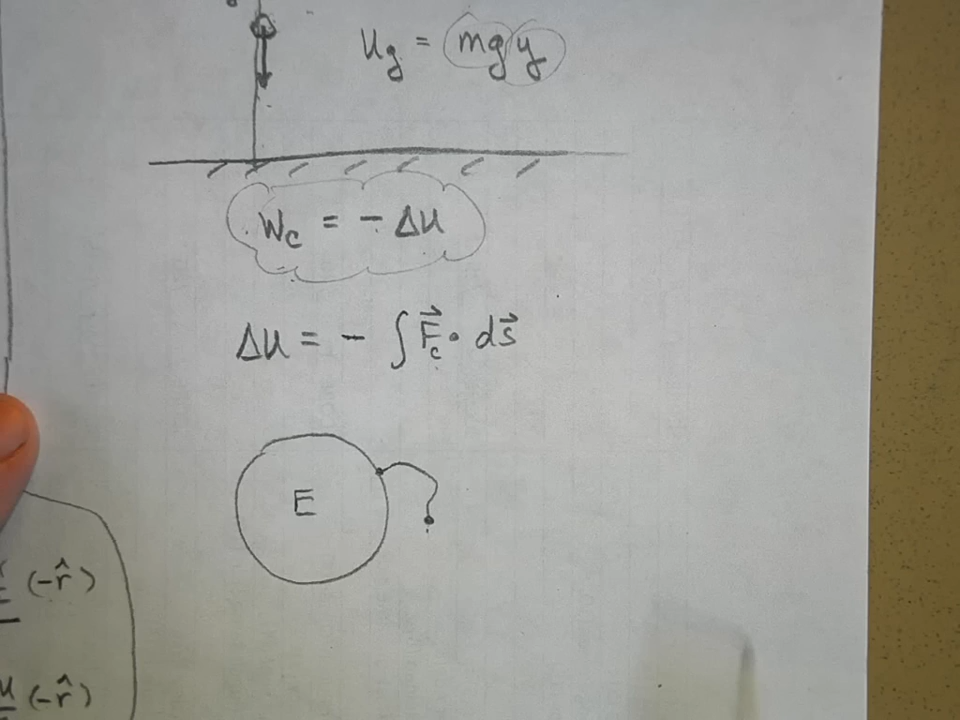 U_g = mgy
W_c = - ΔU
ΔU = - ∫ F⃗_c · ds⃗
E
(-r̂)
(-r̂)